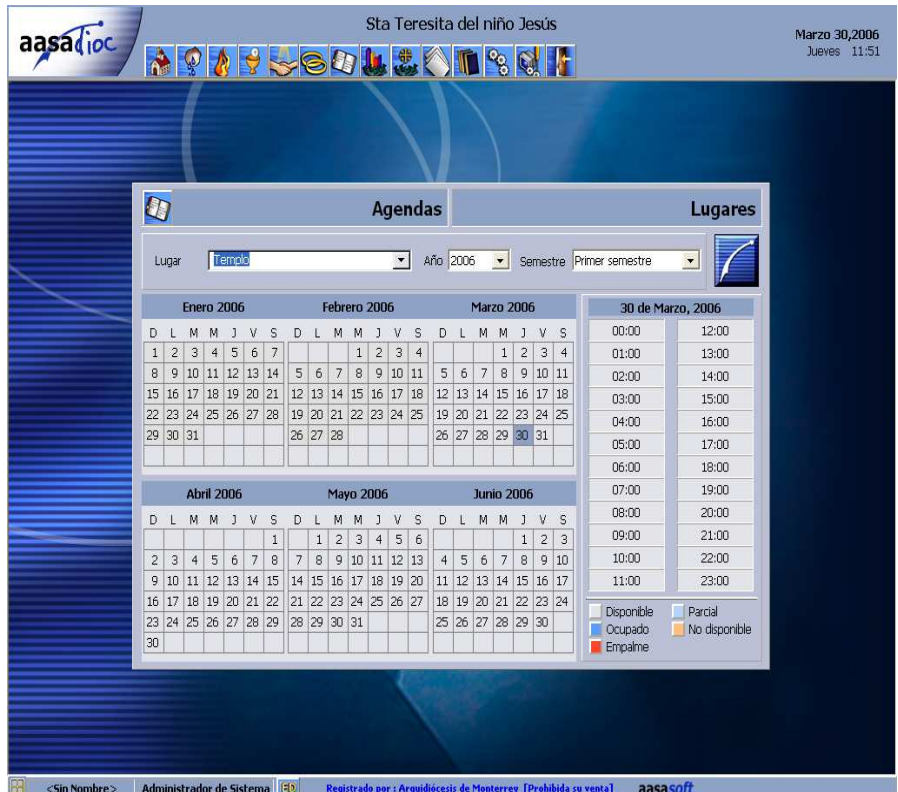 aasadioc
Sta Teresita del niño Jesús
Marzo 30,2006
Jueves 11:51
Agendas
Lugares
Lugar Templo Año 2006 Semestre Primer semestre
Enero 2006
D L M M J V S
1 2 3 4 5 6 7
8 9 10 11 12 13 14
15 16 17 18 19 20 21
22 23 24 25 26 27 28
29 30 31
Febrero 2006
D L M M J V S
1 2 3 4
5 6 7 8 9 10 11
12 13 14 15 16 17 18
19 20 21 22 23 24 25
26 27 28
Marzo 2006
D L M M J V S
1 2 3 4
5 6 7 8 9 10 11
12 13 14 15 16 17 18
19 20 21 22 23 24 25
26 27 28 29 30 31
Abril 2006
D L M M J V S
1
2 3 4 5 6 7 8
9 10 11 12 13 14 15
16 17 18 19 20 21 22
23 24 25 26 27 28 29
30
Mayo 2006
D L M M J V S
1 2 3 4 5 6
7 8 9 10 11 12 13
14 15 16 17 18 19 20
21 22 23 24 25 26 27
28 29 30 31
Junio 2006
D L M M J V S
1 2 3
4 5 6 7 8 9 10
11 12 13 14 15 16 17
18 19 20 21 22 23 24
25 26 27 28 29 30
30 de Marzo, 2006
00:00 12:00
01:00 13:00
02:00 14:00
03:00 15:00
04:00 16:00
05:00 17:00
06:00 18:00
07:00 19:00
08:00 20:00
09:00 21:00
10:00 22:00
11:00 23:00
Disponible Parcial
Ocupado No disponible
Empalme
<Sin Nombre> Administrador de Sistema ED Registrado por : Arquidiócesis de Monterrey [Prohibida su venta] aasasoft